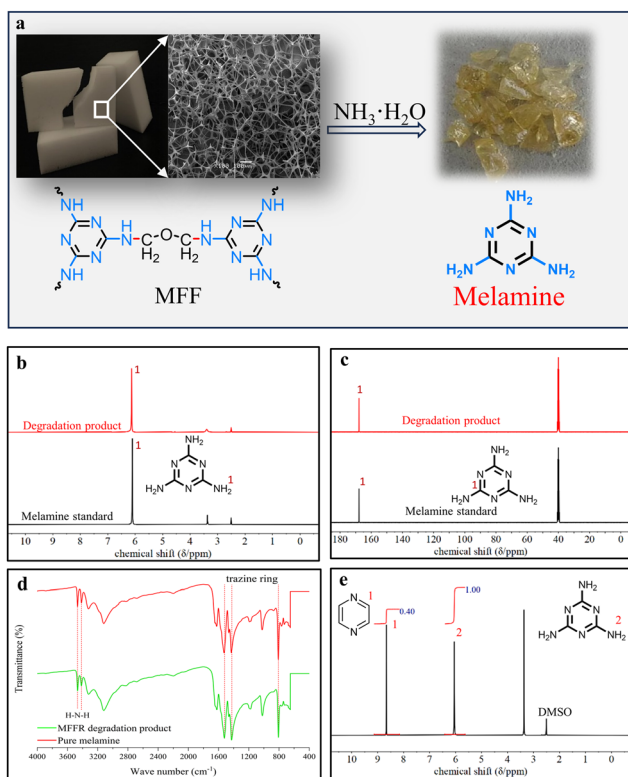 a
×100 100μm
NH₃·H₂O
NH
NH
N
N
N
H
N
C
H₂
O
C
H₂
NH
N
N
N
NH
NH
MFF
NH₂
N
N
N
H₂N
NH₂
Melamine
b
1
Degradation product
1
NH₂
N
N
N
H₂N
NH₂
1
Melamine standard
10 9 8 7 6 5 4 3 2 1 0
chemical shift (δ/ppm)
c
1
Degradation product
1
NH₂
N
N
1
N
H₂N
NH₂
Melamine standard
180 160 140 120 100 80 60 40 20 0
chemical shift (δ/ppm)
d
trazine ring
Transmittance (%)
H-N-H
MFFR degradation product
Pure melamine
4000 3600 3200 2800 2400 2000 1600 1200 800 400
Wave number (cm⁻¹)
e
N
N
1
0.40
1
1.00
2
NH₂
N
N
N
H₂N
NH₂
2
DMSO
10 9 8 7 6 5 4 3 2 1 0
chemical shift (δ/ppm)